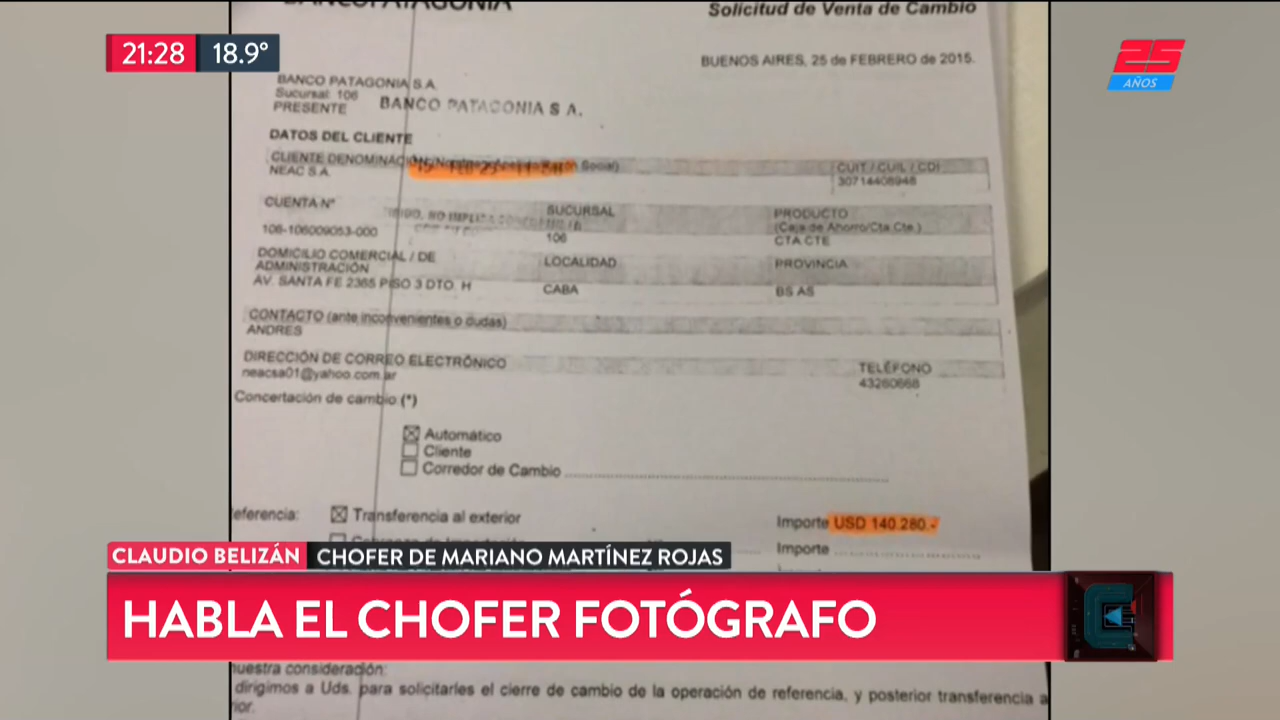 BANCO PATAGONIA
Solicitud de Venta de Cambio
21:28 18.9°
25
AÑOS
BUENOS AIRES, 25 de FEBRERO de 2015.
BANCO PATAGONIA S.A.
Sucursal: 106
PRESENTE
BANCO PATAGONIA S A.
DATOS DEL CLIENTE
CLIENTE DENOMINACIÓN Social)
CUIT / CUIL / CDI
NEAC S.A.
30714408948
CUENTA Nº
SUCURSAL
PRODUCTO
(Caja de Ahorro/Cta Cte.)
106-106009053-000
106
CTA CTE
DOMICILIO COMERCIAL / DE
ADMINISTRACIÓN
LOCALIDAD
PROVINCIA
AV. SANTA FE 2365 PISO 3 DTO. H
CABA
BS AS
CONTACTO (ante inconvenientes o dudas)
ANDRES
DIRECCIÓN DE CORREO ELECTRÓNICO
TELÉFONO
neacsa01@yahoo.com.ar
43260668
Concertación de cambio (*)
Automático
Cliente
Corredor de Cambio
eferencia: Transferencia al exterior
Importe USD 140.280.-
Importe
CLAUDIO BELIZÁN CHOFER DE MARIANO MARTÍNEZ ROJAS
HABLA EL CHOFER FOTÓGRAFO
uestra consideración:
dirigimos a Uds. para solicitarles el cierre de cambio de la operación de referencia, y posterior transferencia a
rior.